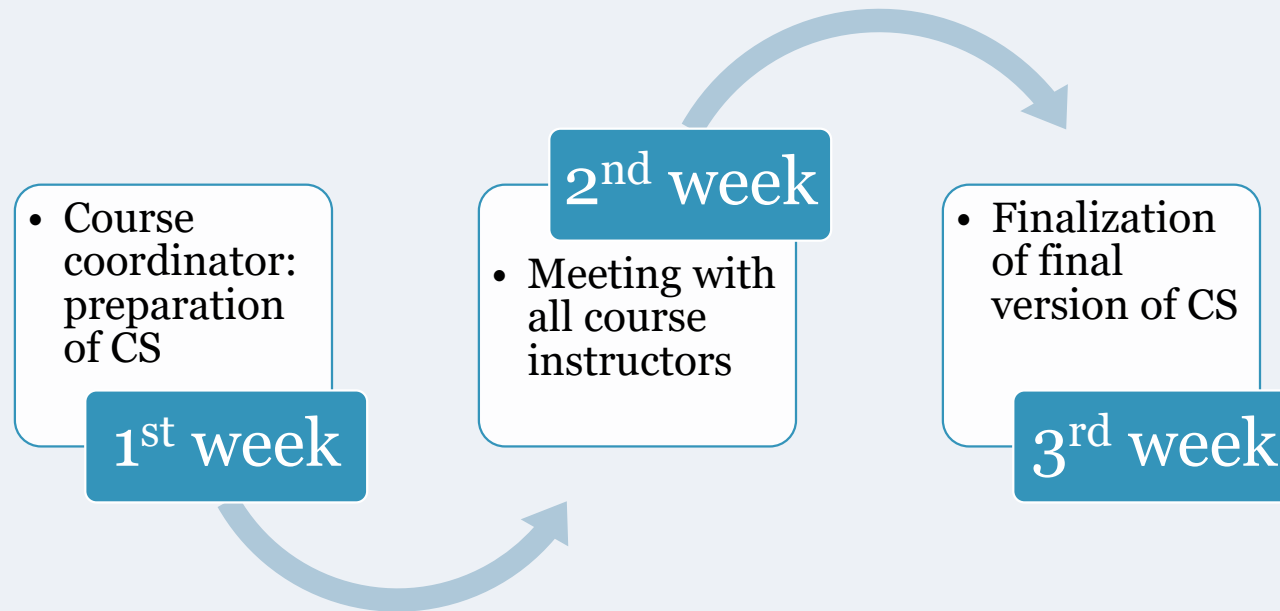 • Course
coordinator:
preparation
of CS
1st week
2nd week
• Meeting with
all course
instructors
• Finalization
of final
version of CS
3rd week